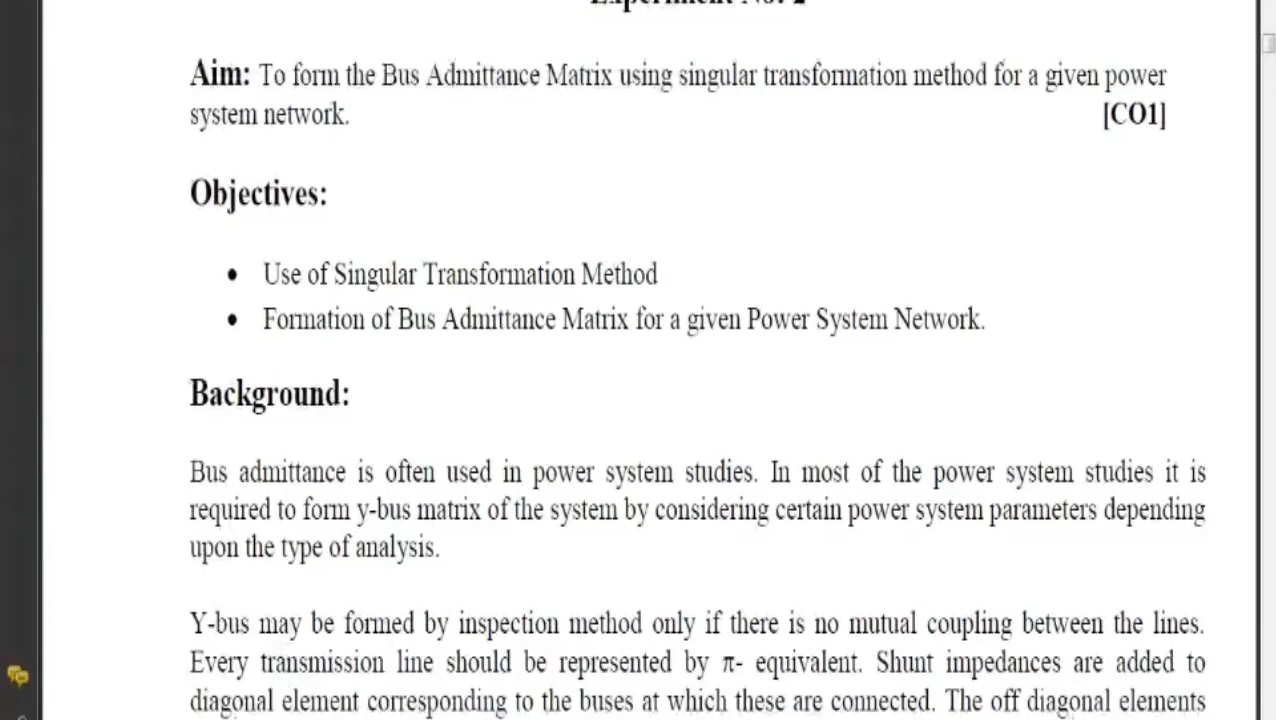 Experiment No. 2
Aim: To form the Bus Admittance Matrix using singular transformation method for a given power
system network. [CO1]
Objectives:
• Use of Singular Transformation Method
• Formation of Bus Admittance Matrix for a given Power System Network.
Background:
Bus admittance is often used in power system studies. In most of the power system studies it is
required to form y-bus matrix of the system by considering certain power system parameters depending
upon the type of analysis.
Y-bus may be formed by inspection method only if there is no mutual coupling between the lines.
Every transmission line should be represented by π- equivalent. Shunt impedances are added to
diagonal element corresponding to the buses at which these are connected. The off diagonal elements